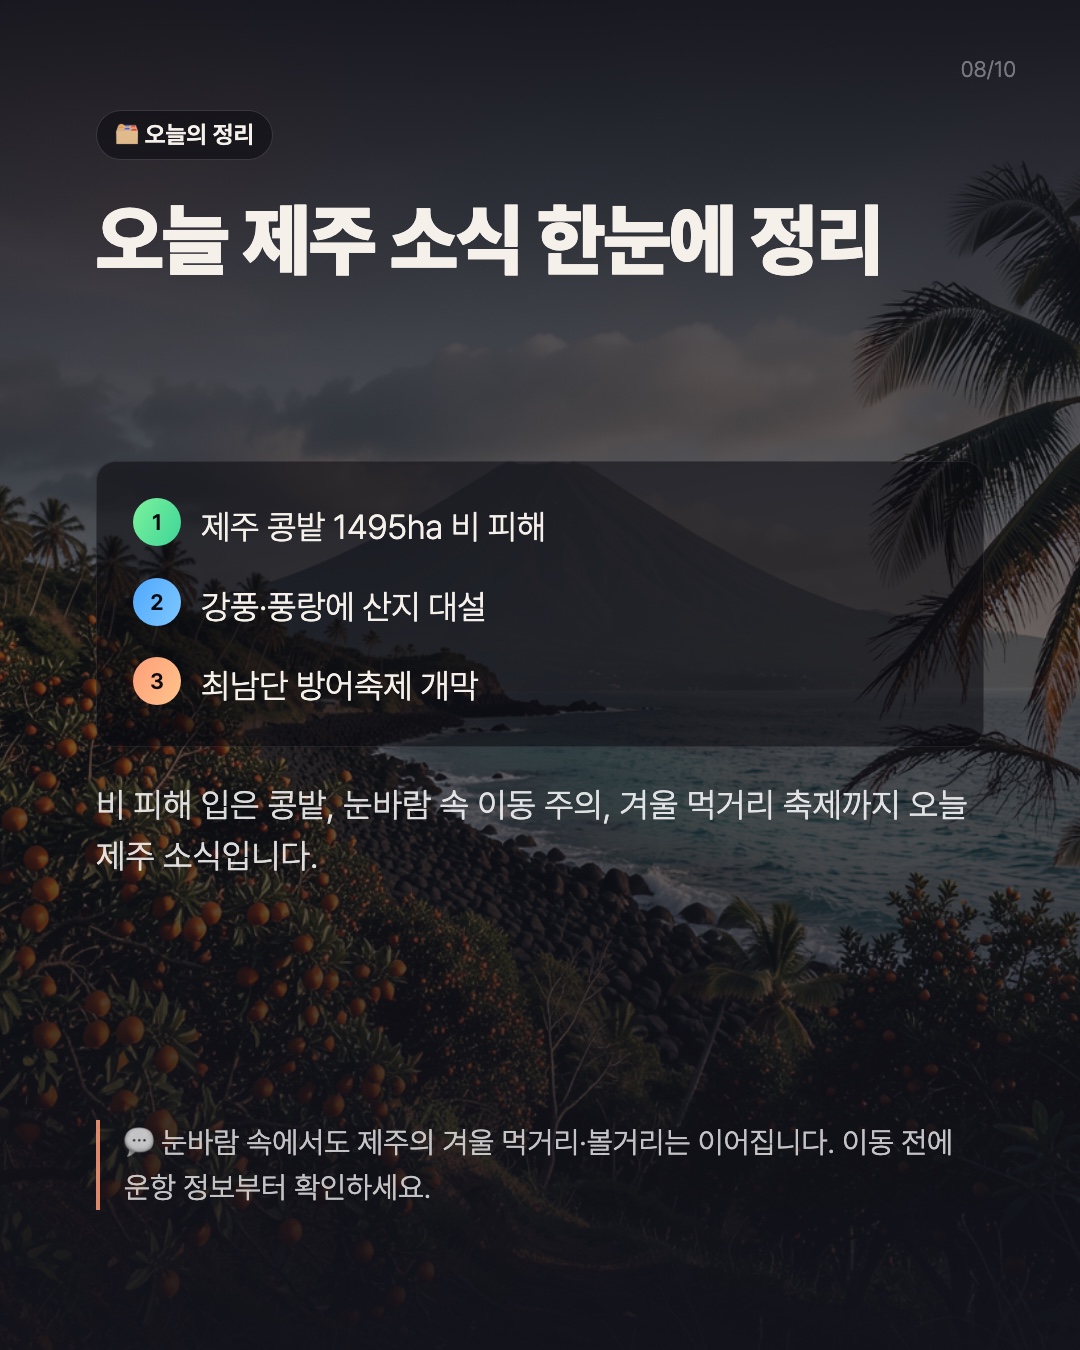 08/10
🗂️ 오늘의 정리
오늘 제주 소식 한눈에 정리
1 제주 콩밭 1495ha 비 피해
2 강풍·풍랑에 산지 대설
3 최남단 방어축제 개막
비 피해 입은 콩밭, 눈바람 속 이동 주의, 겨울 먹거리 축제까지 오늘
제주 소식입니다.
💬 눈바람 속에서도 제주의 겨울 먹거리·볼거리는 이어집니다. 이동 전에
운항 정보부터 확인하세요.